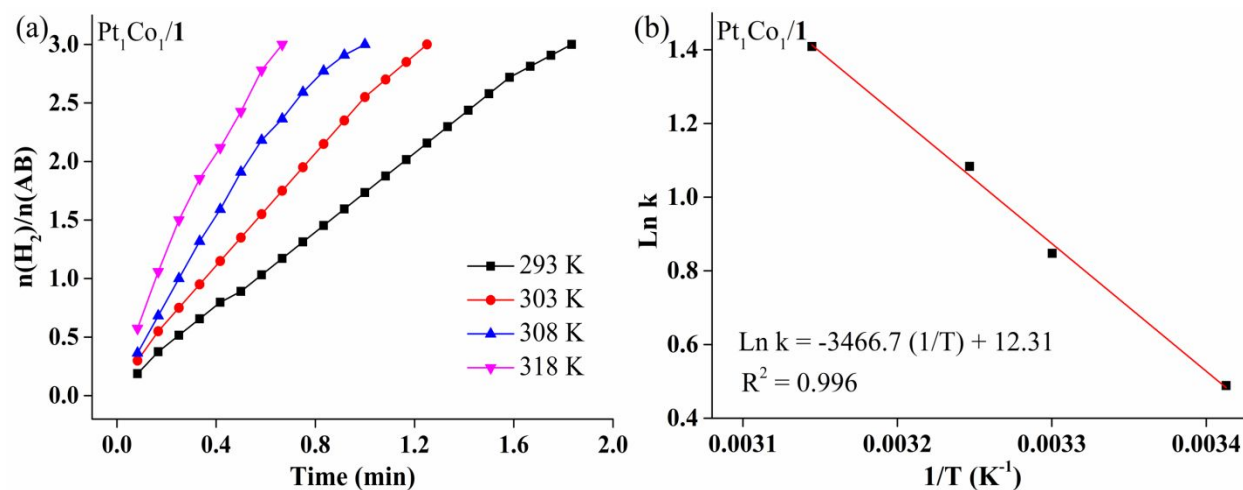 (a)
Pt₁Co₁/1
n(H₂)/n(AB)
3.0
2.5
2.0
1.5
1.0
0.5
0.0
293 K
303 K
308 K
318 K
0.0 0.4 0.8 1.2 1.6 2.0
Time (min)
(b)
Pt₁Co₁/1
Ln k
1.4
1.2
1.0
0.8
0.6
0.4
Ln k = -3466.7 (1/T) + 12.31
R² = 0.996
0.0031 0.0032 0.0033 0.0034
1/T (K⁻¹)